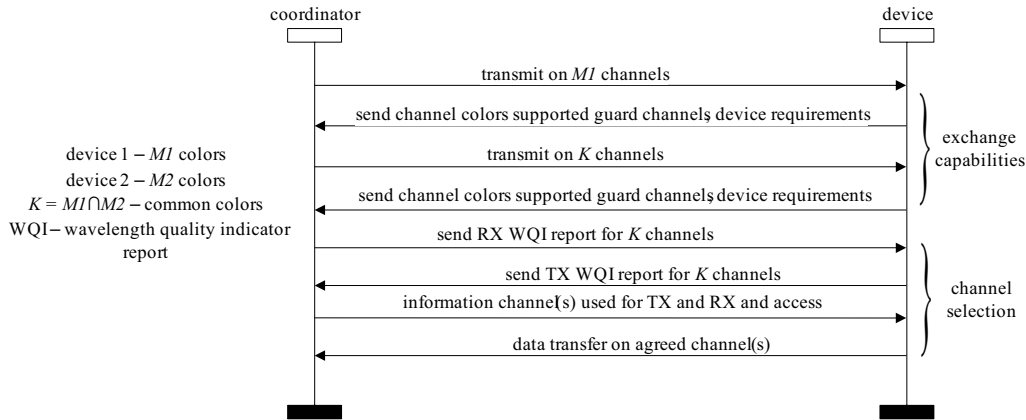 coordinator
device
transmit on M1 channels
send channel colors supported guard channels, device requirements
transmit on K channels
send channel colors supported guard channels, device requirements
exchange
capabilities
device 1 – M1 colors
device 2 – M2 colors
K = M1∩M2 – common colors
WQI – wavelength quality indicator
report
send RX WQI report for K channels
send TX WQI report for K channels
information channel(s) used for TX and RX and access
data transfer on agreed channel(s)
channel
selection